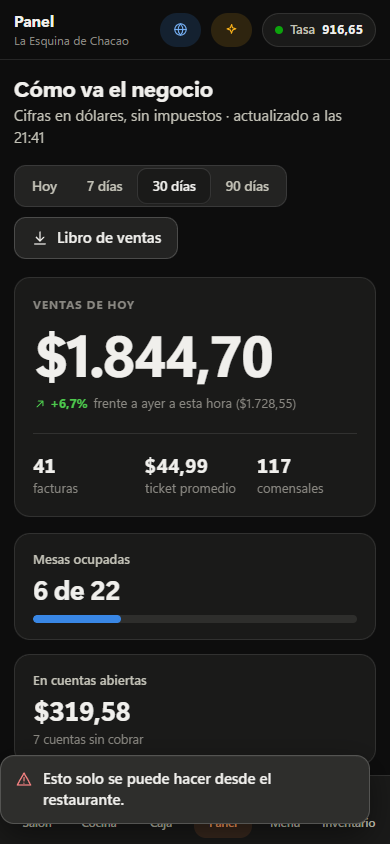 Panel
La Esquina de Chacao
Tasa 916,65
Cómo va el negocio
Cifras en dólares, sin impuestos · actualizado a las
21:41
Hoy 7 días 30 días 90 días
Libro de ventas
VENTAS DE HOY
$1.844,70
+6,7% frente a ayer a esta hora ($1.728,55)
41 $44,99 117
facturas ticket promedio comensales
Mesas ocupadas
6 de 22
En cuentas abiertas
$319,58
7 cuentas sin cobrar
Esto solo se puede hacer desde el
restaurante.
Salón Cocina Caja Panel Menú Inventario